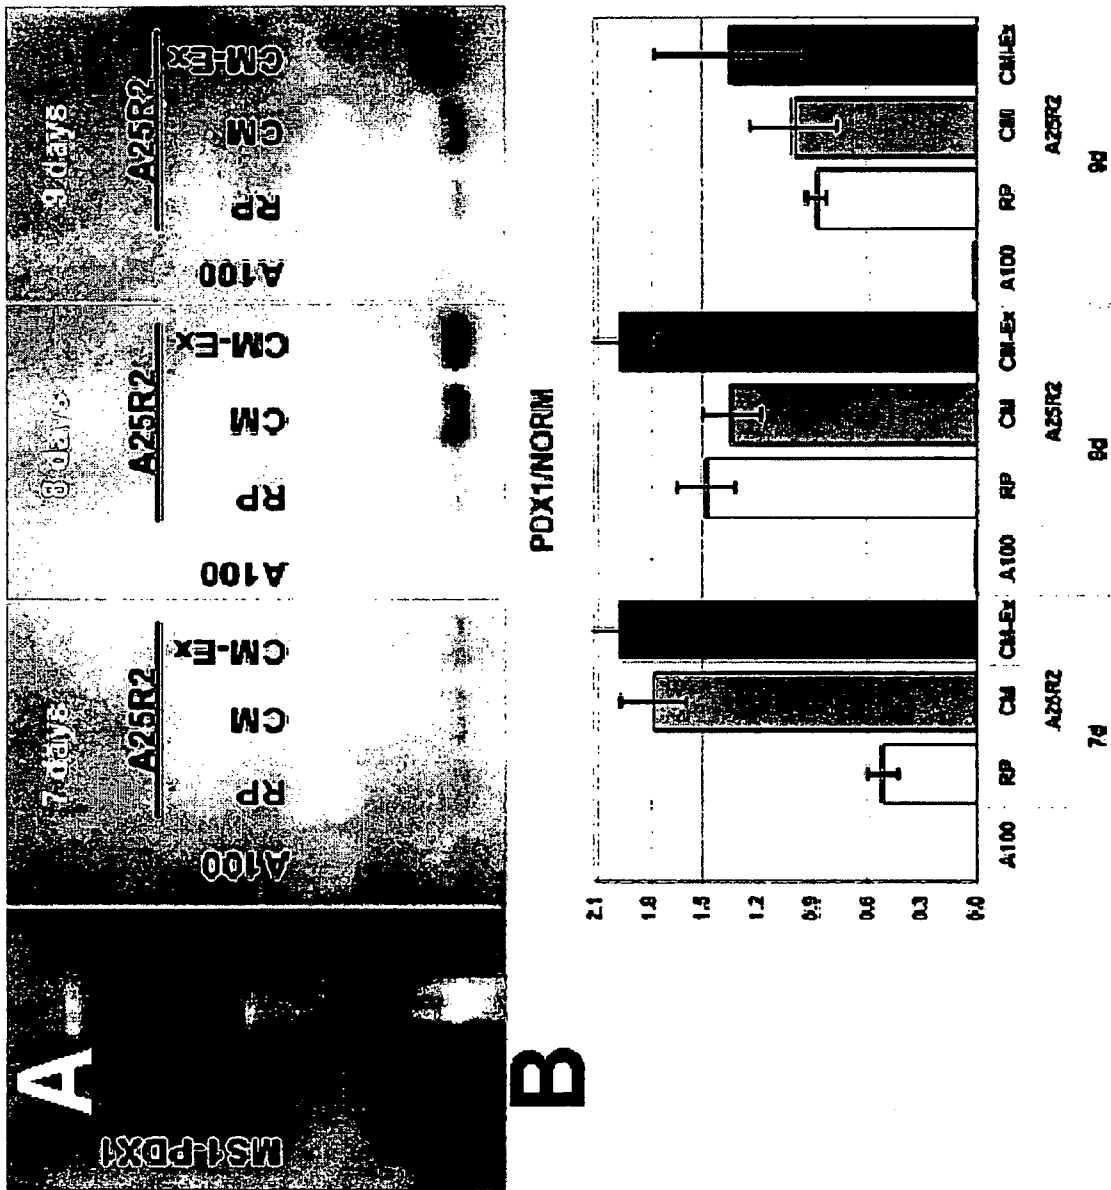 A
MS1-PDX1
7 days
8 days
9 days
A25R2
A25R2
A25R2
A100
RP
CM
CM-Ex
A100
RP
CM
CM-Ex
A100
RP
CM
CM-Ex
B
PDX1/NORM
2.1
1.8
1.5
1.2
0.9
0.6
0.3
0.0
A100
RP
CM
CM-Ex
A100
RP
CM
CM-Ex
A100
RP
CM
CM-Ex
A25R2
A25R2
A25R2
7d
8d
9d